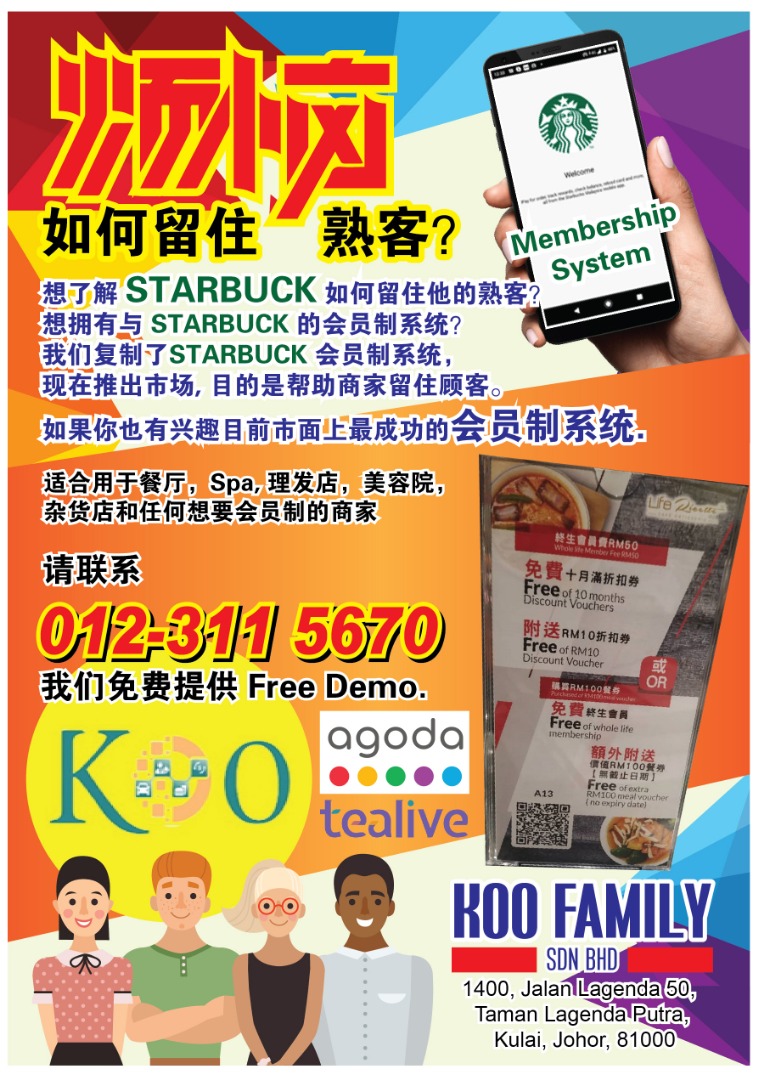 烦恼
如何留住 熟客?
Welcome
Membership
System
想了解 STARBUCK 如何留住他的熟客?
想拥有与 STARBUCK 的会员制系统?
我们复制了STARBUCK 会员制系统，
现在推出市场, 目的是帮助商家留住顾客。
如果你也有兴趣目前市面上最成功的会员制系统.
适合用于餐厅，Spa, 理发店，美容院，
杂货店和任何想要会员制的商家
请联系
012-311 5670
我们免费提供 Free Demo.
Life
終生會員費RM50
Whole life Member Fee RM50
免費十月滿折扣券
Free of 10 months
Discount Vouchers
附送RM10折扣劵
Free of RM10
Discount Voucher
或
OR
購買RM100餐券
免費終生會員
Free of whole life
membership
額外附送
價值RM100餐劵
【無截止日期】
Free of extra
RM100 meal voucher
(no expiry date)
A13
Koo
agoda
tealive
KOO FAMILY
SDN BHD
1400, Jalan Lagenda 50,
Taman Lagenda Putra,
Kulai, Johor, 81000